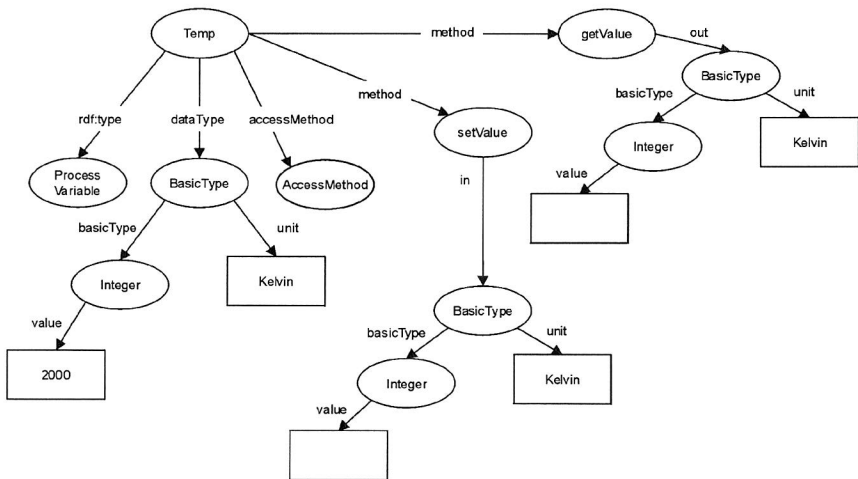 Temp
method
getValue
out
BasicType
basicType
unit
Integer
Kelvin
value
method
setValue
in
rdf:type
dataType
accessMethod
Process
Variable
BasicType
AccessMethod
basicType
unit
Integer
Kelvin
value
2000
BasicType
basicType
unit
Integer
Kelvin
value